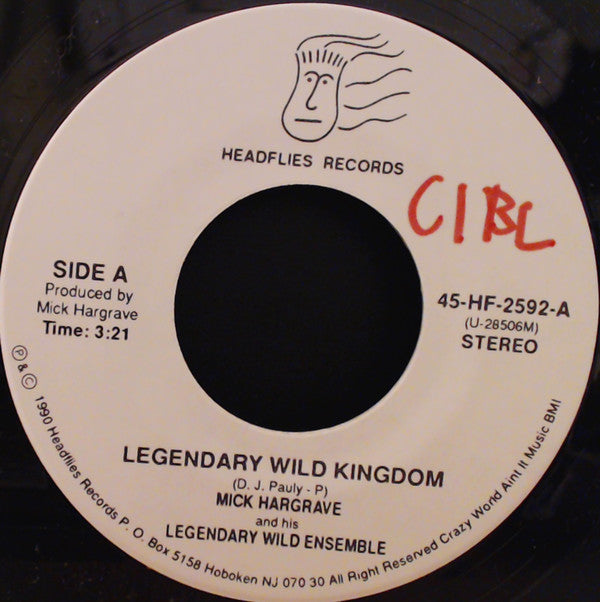 HEADFLIES RECORDS
CIBL
SIDE A
Produced by
Mick Hargrave
Time: 3:21
45-HF-2592-A
(U-28506M)
STEREO
LEGENDARY WILD KINGDOM
(D. J. Pauly - P)
MICK HARGRAVE
and his
LEGENDARY WILD ENSEMBLE
Ⓟ & © 1990 Headflies Records P. O. Box 5158 Hoboken NJ 070 30 All Right Reserved Crazy World Aint It Music BMI